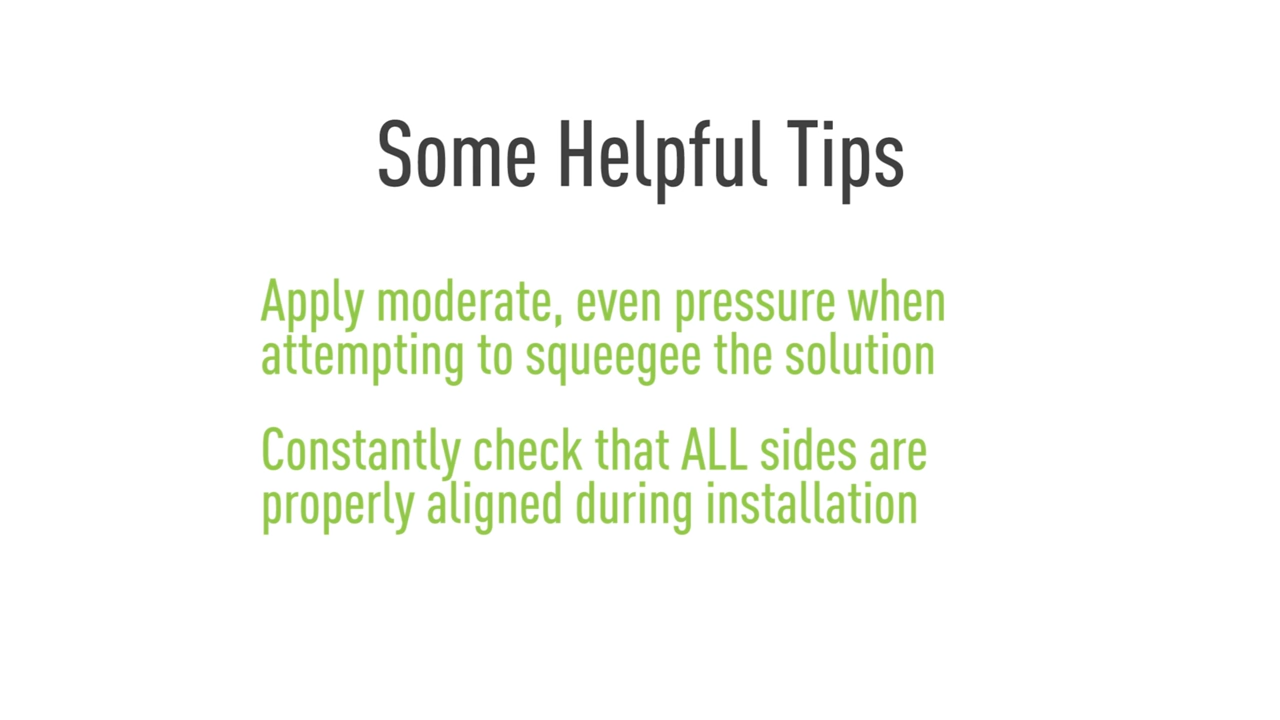 Some Helpful Tips
Apply moderate, even pressure when
attempting to squeegee the solution
Constantly check that ALL sides are
properly aligned during installation